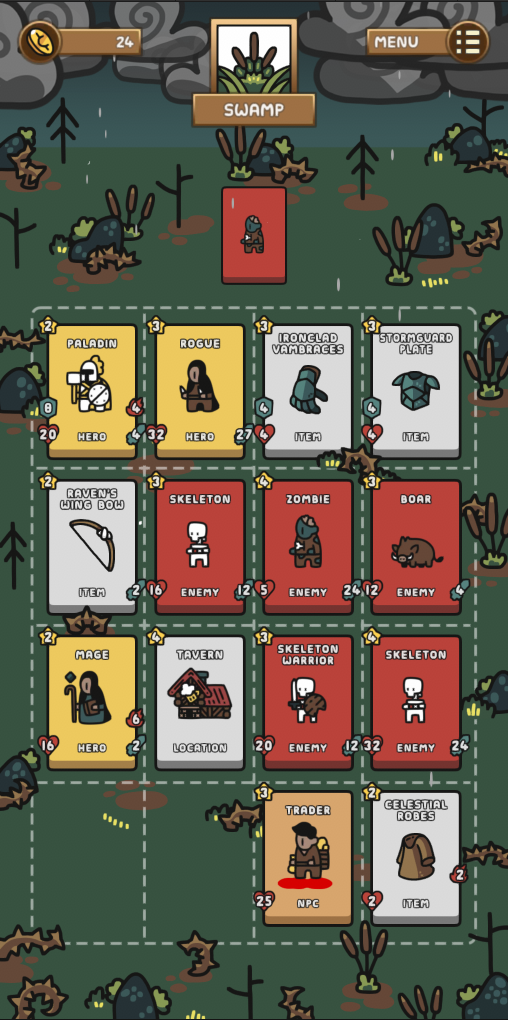 24
MENU
SWAMP
2
3
3
3
PALADIN
ROGUE
IRONCLAD
VAMBRACES
STORMGUARD
PLATE
8
4
4
4
20
HERO
4
32
HERO
27
4
ITEM
4
ITEM
2
3
4
3
RAVEN'S
WING BOW
SKELETON
ZOMBIE
BOAR
ITEM
2
16
ENEMY
12
5
ENEMY
24
12
ENEMY
4
2
4
3
4
MAGE
TAVERN
SKELETON
WARRIOR
SKELETON
6
16
HERO
2
LOCATION
20
ENEMY
12
32
ENEMY
24
3
2
TRADER
CELESTIAL
ROBES
2
25
NPC
2
ITEM